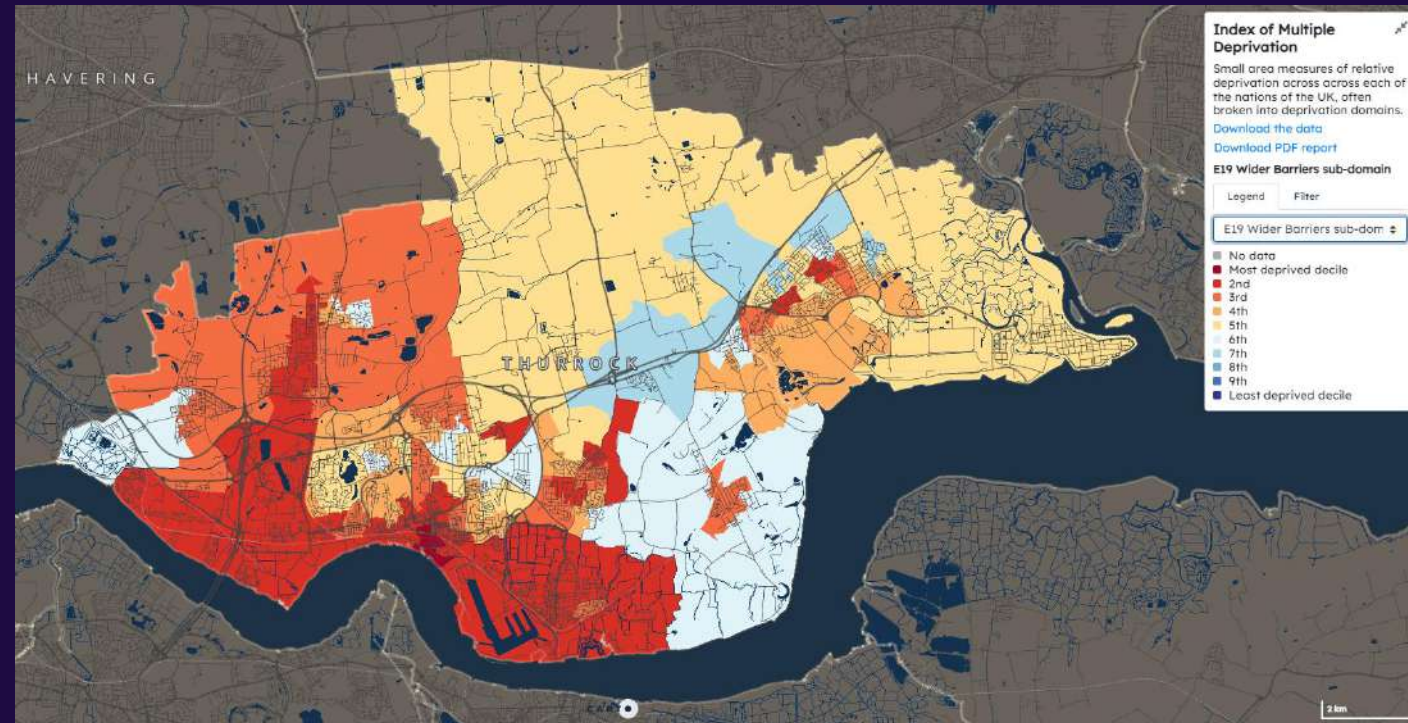 HAVERING
THURROCK
Index of Multiple
Deprivation
Small area measures of relative
deprivation across across each of
the nations of the UK, often
broken into deprivation domains.
Download the data
Download PDF report
E19 Wider Barriers sub-domain
Legend Filter
E19 Wider Barriers sub-dom
No data
Most deprived decile
2nd
3rd
4th
5th
6th
7th
8th
9th
Least deprived decile
2 km